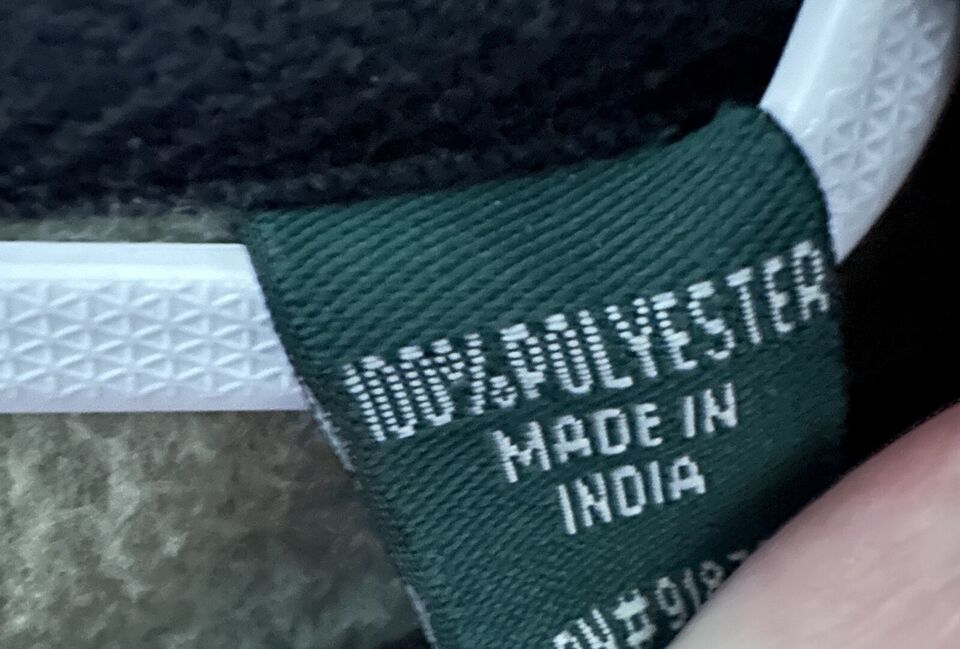 100% POLYESTER
MADE IN
INDIA